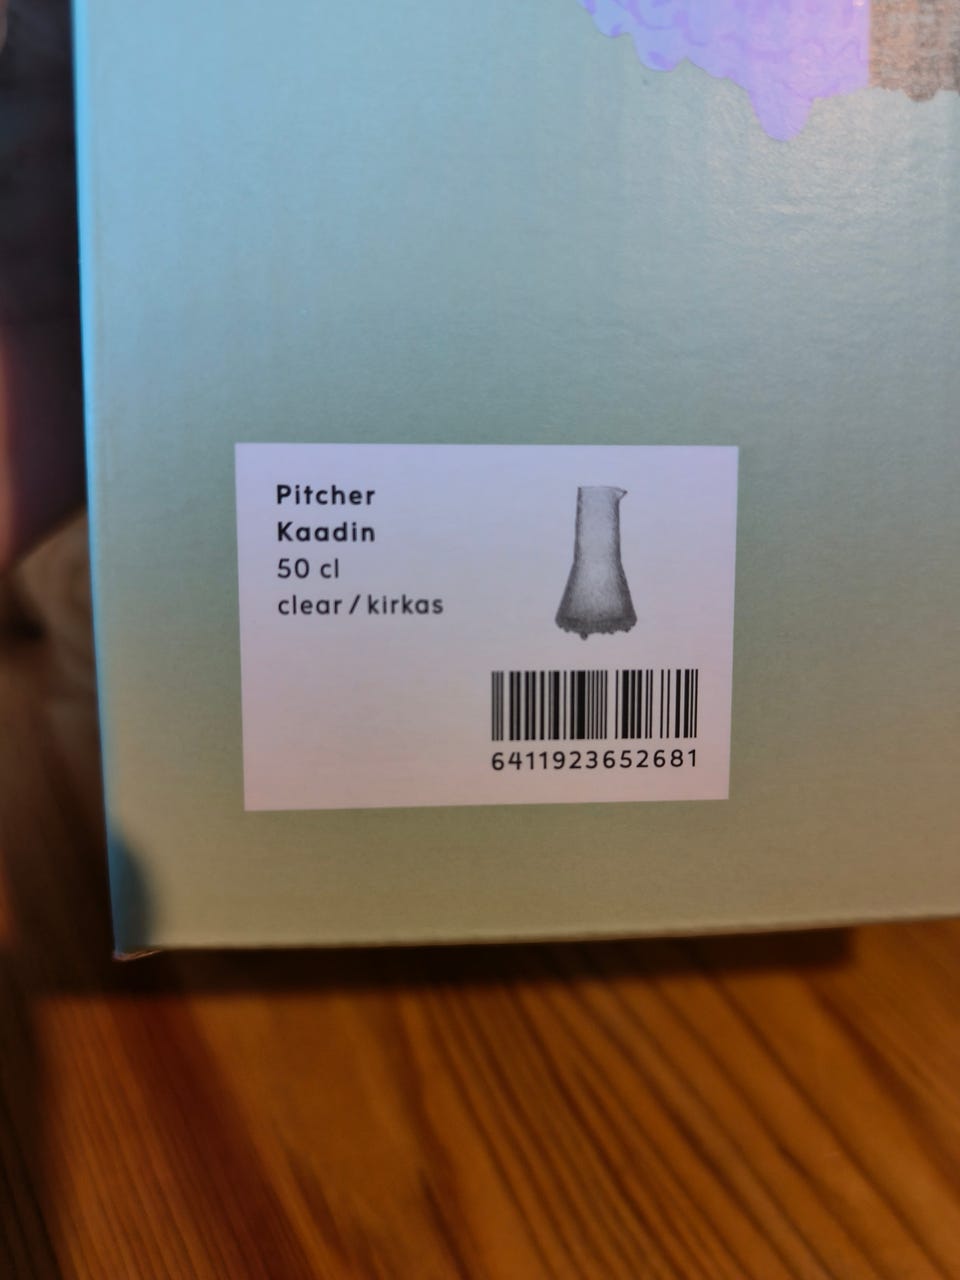 Pitcher
Kaadin
50 cl
clear / kirkas
6411923652681